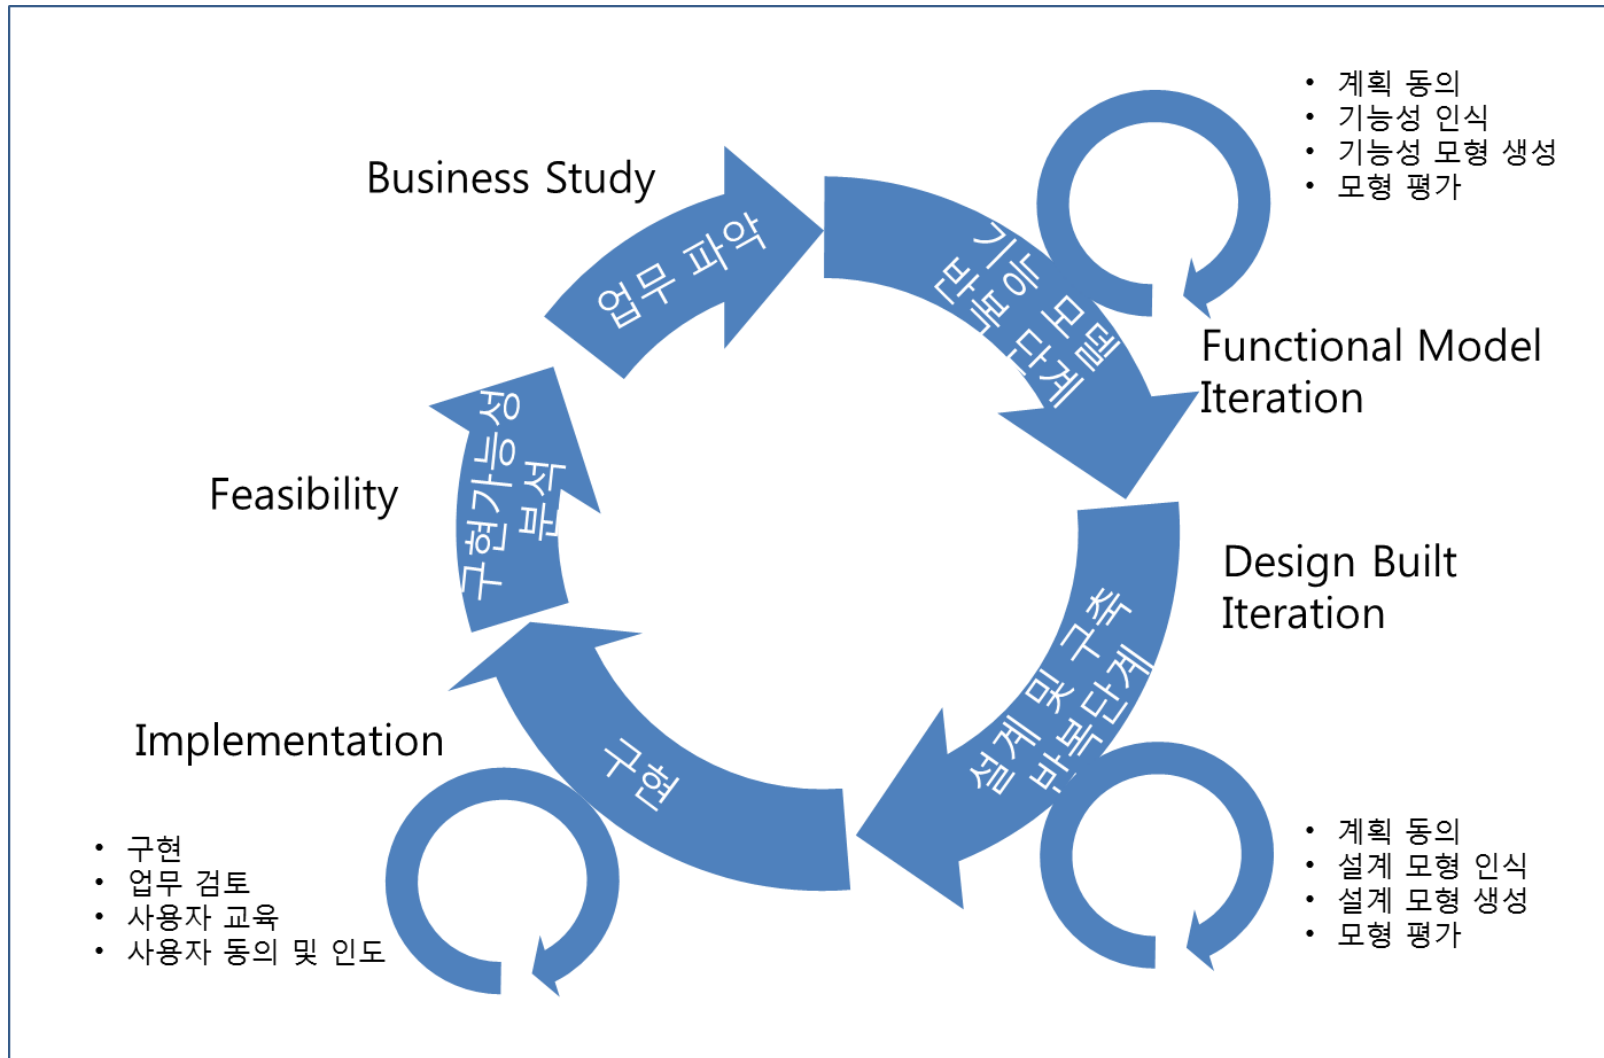 Business Study
업무 파악
기능 모델
반복 단계
• 계획 동의
• 기능성 인식
• 기능성 모형 생성
• 모형 평가
Functional Model
Iteration
Design Built
Iteration
설계 및 구축
반복단계
• 계획 동의
• 설계 모형 인식
• 설계 모형 생성
• 모형 평가
Implementation
구현
• 구현
• 업무 검토
• 사용자 교육
• 사용자 동의 및 인도
Feasibility
구현가능성
분석